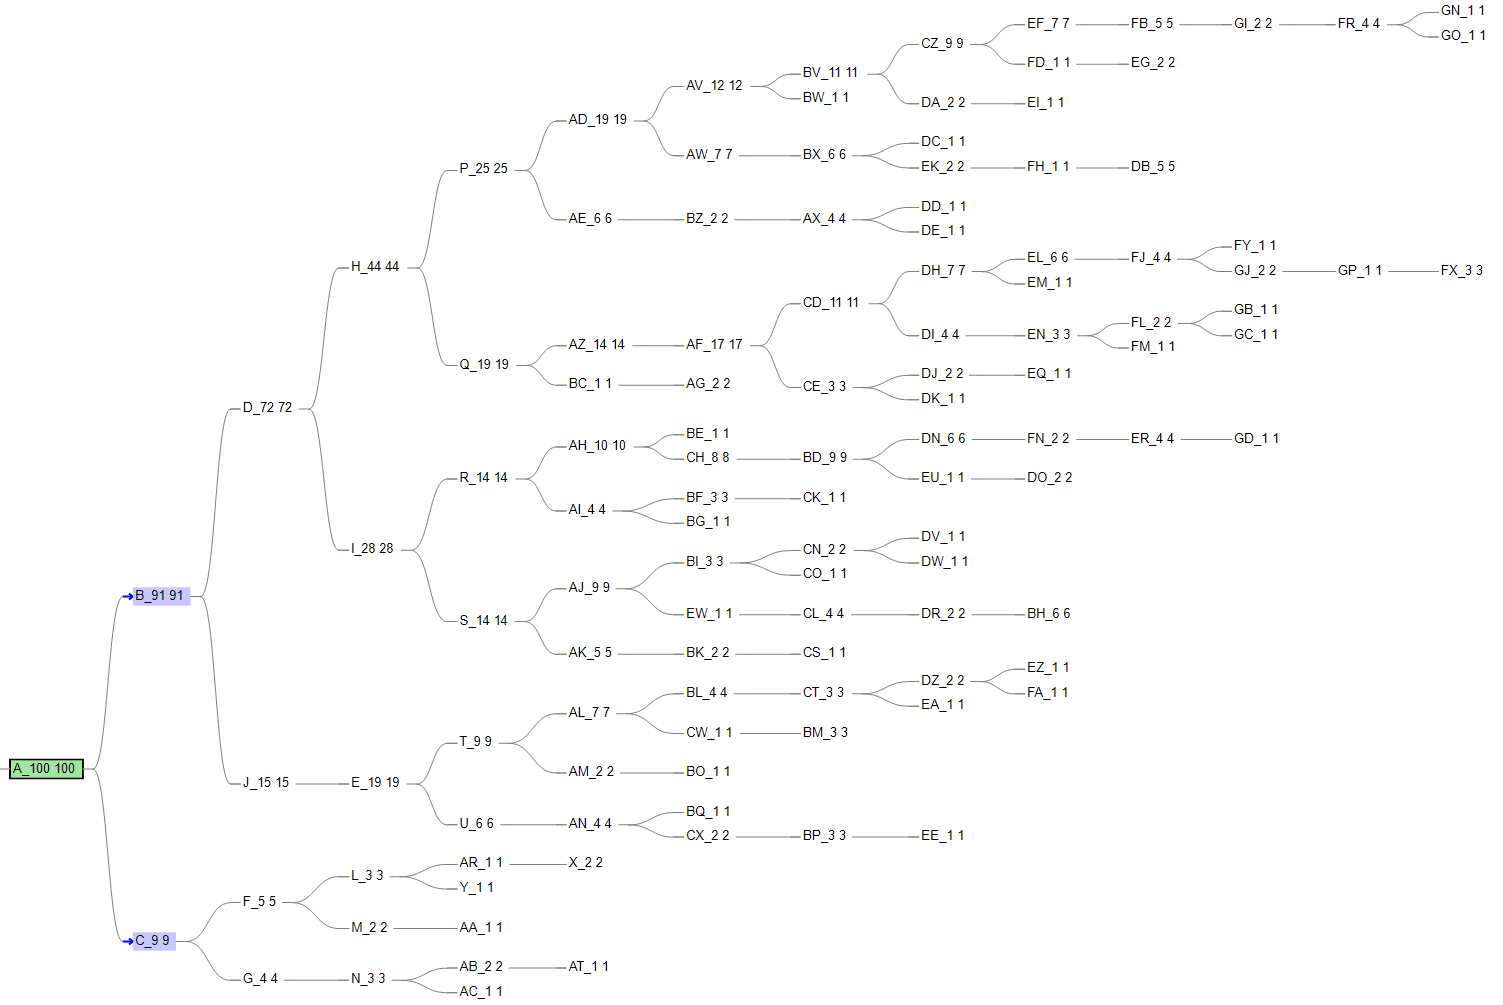 GN_1 1
EF_7 7 FB_5 5 GI_2 2 FR_4 4
GO_1 1
CZ_9 9
FD_1 1 EG_2 2
BV_11 11
AV_12 12
BW_1 1
DA_2 2 EI_1 1
AD_19 19
DC_1 1
AW_7 7 BX_6 6
EK_2 2 FH_1 1 DB_5 5
P_25 25
DD_1 1
AE_6 6 BZ_2 2 AX_4 4
DE_1 1
FY_1 1
EL_6 6 FJ_4 4
H_44 44
DH_7 7 GJ_2 2 GP_1 1 FX_3 3
EM_1 1
CD_11 11
GB_1 1
FL_2 2
DI_4 4 EN_3 3 GC_1 1
AZ_14 14 AF_17 17 FM_1 1
Q_19 19
DJ_2 2 EQ_1 1
BC_1 1 AG_2 2 CE_3 3
DK_1 1
D_72 72
BE_1 1
DN_6 6 FN_2 2 ER_4 4 GD_1 1
AH_10 10
CH_8 8 BD_9 9
R_14 14 EU_1 1 DO_2 2
BF_3 3 CK_1 1
AI_4 4
BG_1 1
DV_1 1
I_28 28 CN_2 2
BI_3 3 DW_1 1
CO_1 1
AJ_9 9
B_91 91
EW_1 1 CL_4 4 DR_2 2 BH_6 6
S_14 14
AK_5 5 BK_2 2 CS_1 1
EZ_1 1
DZ_2 2
BL_4 4 CT_3 3 FA_1 1
EA_1 1
AL_7 7
CW_1 1 BM_3 3
T_9 9
A_100 100
AM_2 2 BO_1 1
J_15 15 E_19 19
BQ_1 1
U_6 6 AN_4 4
CX_2 2 BP_3 3 EE_1 1
AR_1 1 X_2 2
L_3 3
Y_1 1
F_5 5
M_2 2 AA_1 1
C_9 9
AB_2 2 AT_1 1
G_4 4 N_3 3
AC_1 1